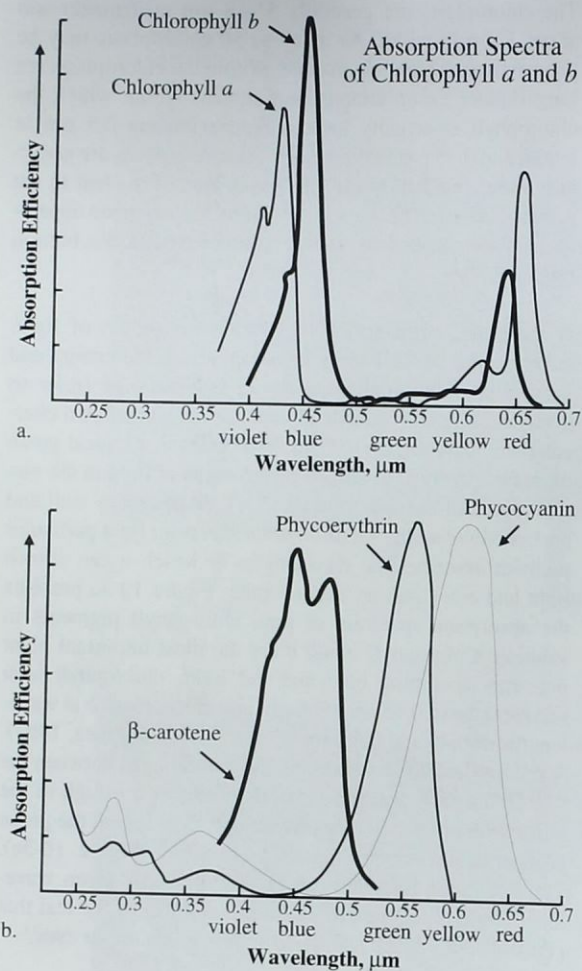 Chlorophyll b
Absorption Spectra
of Chlorophyll a and b
Chlorophyll a
Absorption Efficiency
0.25 0.3 0.35 0.4 0.45 0.5 0.55 0.6 0.65 0.7
violet blue green yellow red
a.
Wavelength, μm
Phycoerythrin
Phycocyanin
β-carotene
Absorption Efficiency
0.25 0.3 0.35 0.4 0.45 0.5 0.55 0.6 0.65 0.7
violet blue green yellow red
b.
Wavelength, μm